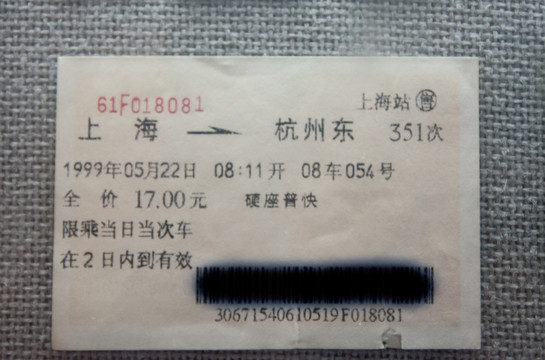 61F018081
上海站 售
上海 杭州东 351次
1999年05月22日 08:11开 08车054号
全价17.00元 硬座普快
限乘当日当次车
在2日内到有效
30671540610519F018081